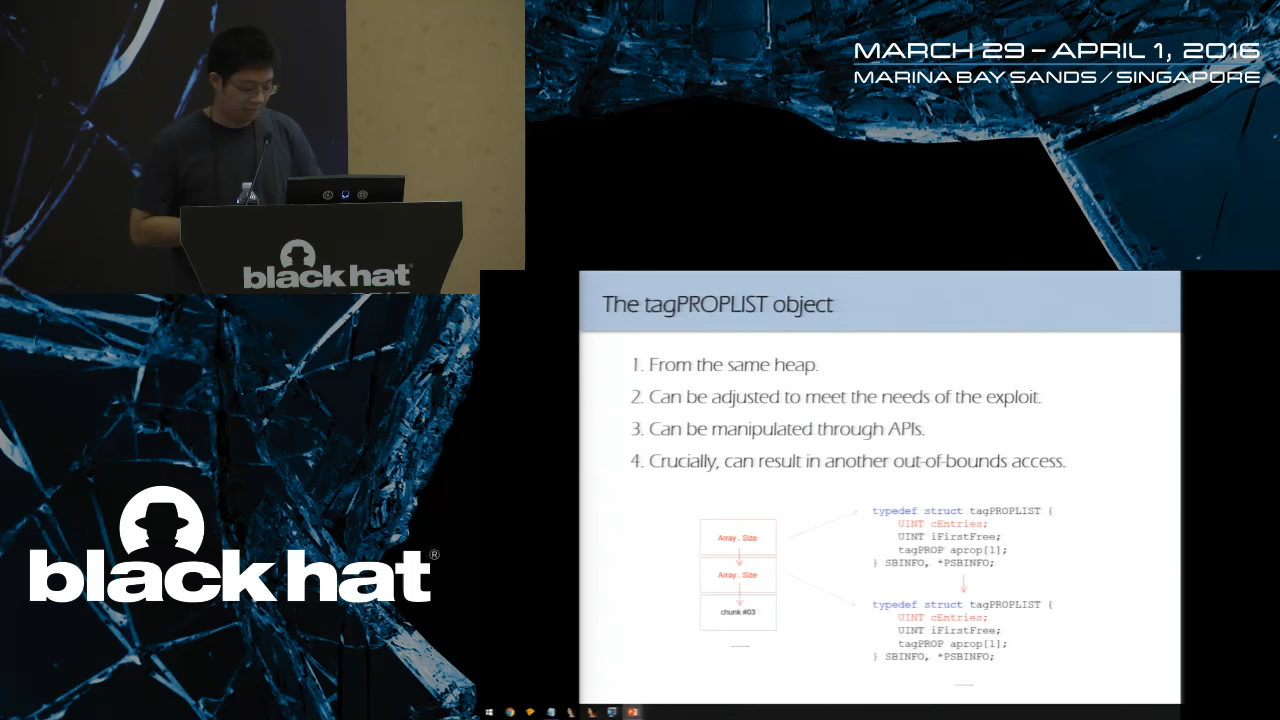 MARCH 29 – APRIL 1, 2016
MARINA BAY SANDS / SINGAPORE
black hat
The tagPROPLIST object
1. From the same heap.
2. Can be adjusted to meet the needs of the exploit.
3. Can be manipulated through APIs.
4. Crucially, can result in another out-of-bounds access.
Array . Size
Array . Size
chunk #03
......
typedef struct tagPROPLIST {
UINT cEntries;
UINT iFirstFree;
tagPROP aprop[1];
} SBINFO, *PSBINFO;
typedef struct tagPROPLIST {
UINT cEntries;
UINT iFirstFree;
tagPROP aprop[1];
} SBINFO, *PSBINFO;
......
black hat®